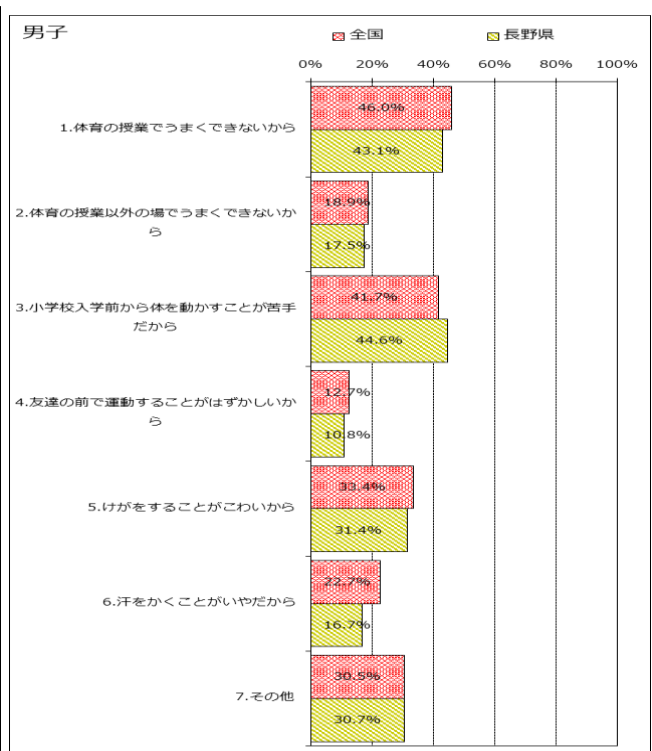 男子
全国 長野県
0% 20% 40% 60% 80% 100%
1.体育の授業でうまくできないから
46.0%
43.1%
2.体育の授業以外の場でうまくできないか
ら
18.9%
17.5%
3.小学校入学前から体を動かすことが苦手
だから
41.7%
44.6%
4.友達の前で運動することがはずかしいか
ら
12.7%
10.8%
5.けがをすることがこわいから
33.4%
31.4%
6.汗をかくことがいやだから
22.7%
16.7%
7.その他
30.5%
30.7%